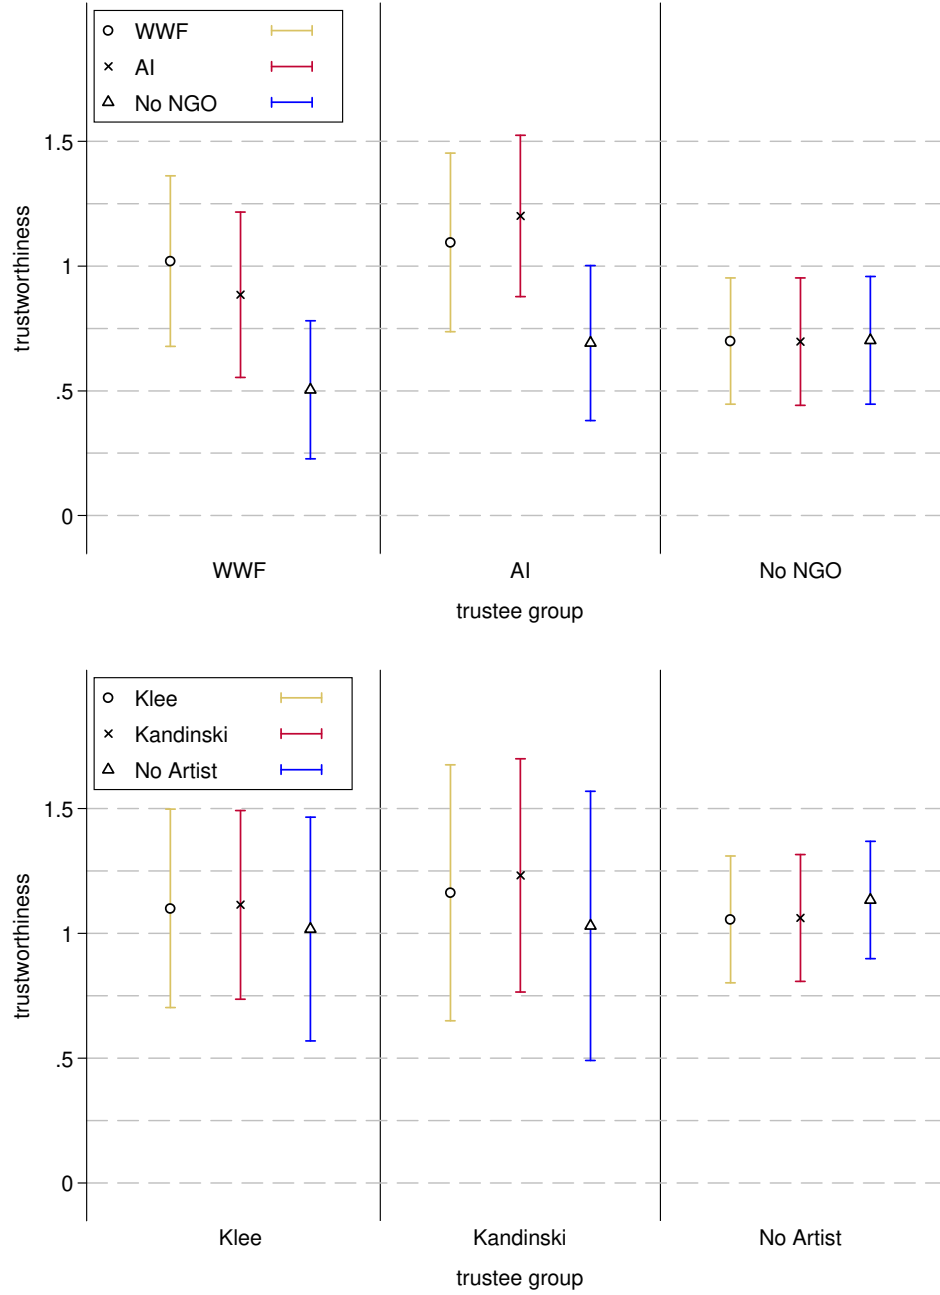 WWF
AI
No NGO
1.5
1
.5
0
trustworthiness
WWF AI No NGO
trustee group
Klee
Kandinski
No Artist
1.5
1
.5
0
trustworthiness
Klee Kandinski No Artist
trustee group